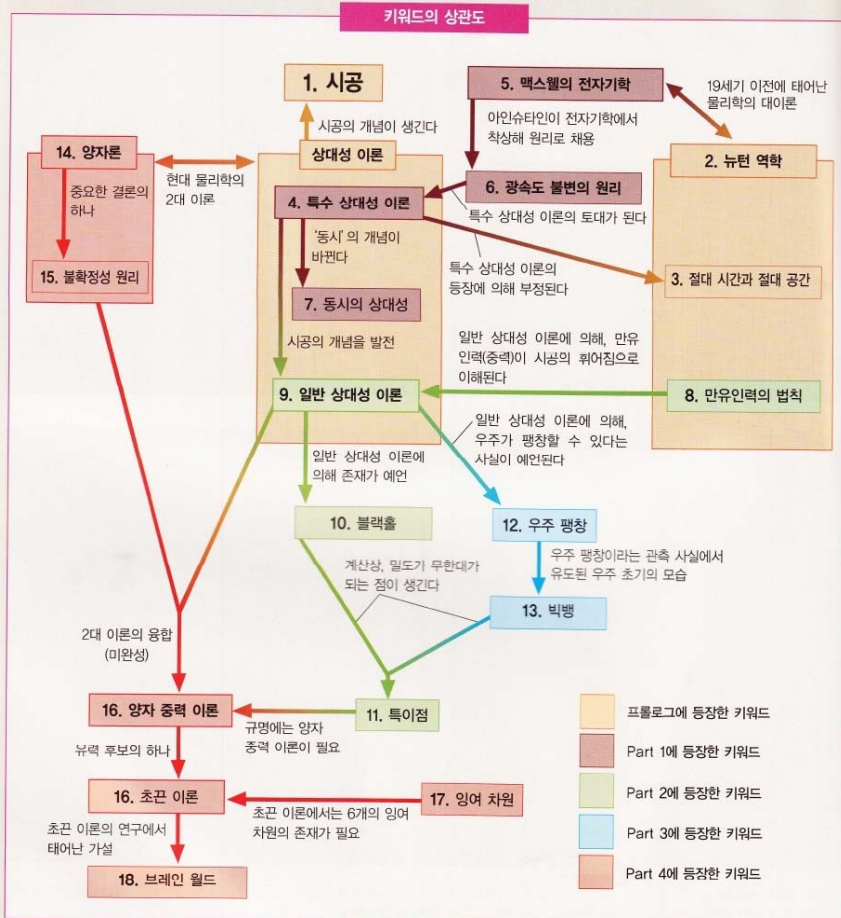 키워드의 상관도
1. 시공
시공의 개념이 생긴다
상대성 이론
5. 맥스웰의 전자기학
19세기 이전에 태어난
물리학의 대이론
아인슈타인이 전자기학에서
착상해 원리로 채용
14. 양자론
중요한 결론의
하나
15. 불확정성 원리
현대 물리학의
2대 이론
2. 뉴턴 역학
6. 광속도 불변의 원리
4. 특수 상대성 이론
특수 상대성 이론의 토대가 된다
'동시'의 개념이
바뀐다
특수 상대성 이론의
등장에 의해 부정된다
3. 절대 시간과 절대 공간
7. 동시의 상대성
시공의 개념을 발전
일반 상대성 이론에 의해, 만유
인력(중력)이 시공의 휘어짐으로
이해된다
9. 일반 상대성 이론
8. 만유인력의 법칙
일반 상대성 이론에
의해 존재가 예언
일반 상대성 이론에 의해,
우주가 팽창할 수 있다는
사실이 예언된다
10. 블랙홀
12. 우주 팽창
계산상, 밀도가 무한대가
되는 점이 생긴다
우주 팽창이라는 관측 사실에서
유도된 우주 초기의 모습
13. 빅뱅
2대 이론의 융합
(미완성)
16. 양자 중력 이론
규명에는 양자
중력 이론이 필요
11. 특이점
유력 후보의 하나
16. 초끈 이론
초끈 이론에서는 6개의 잉여
차원의 존재가 필요
17. 잉여 차원
초끈 이론의 연구에서
태어난 가설
18. 브레인 월드
프롤로그에 등장한 키워드
Part 1에 등장한 키워드
Part 2에 등장한 키워드
Part 3에 등장한 키워드
Part 4에 등장한 키워드